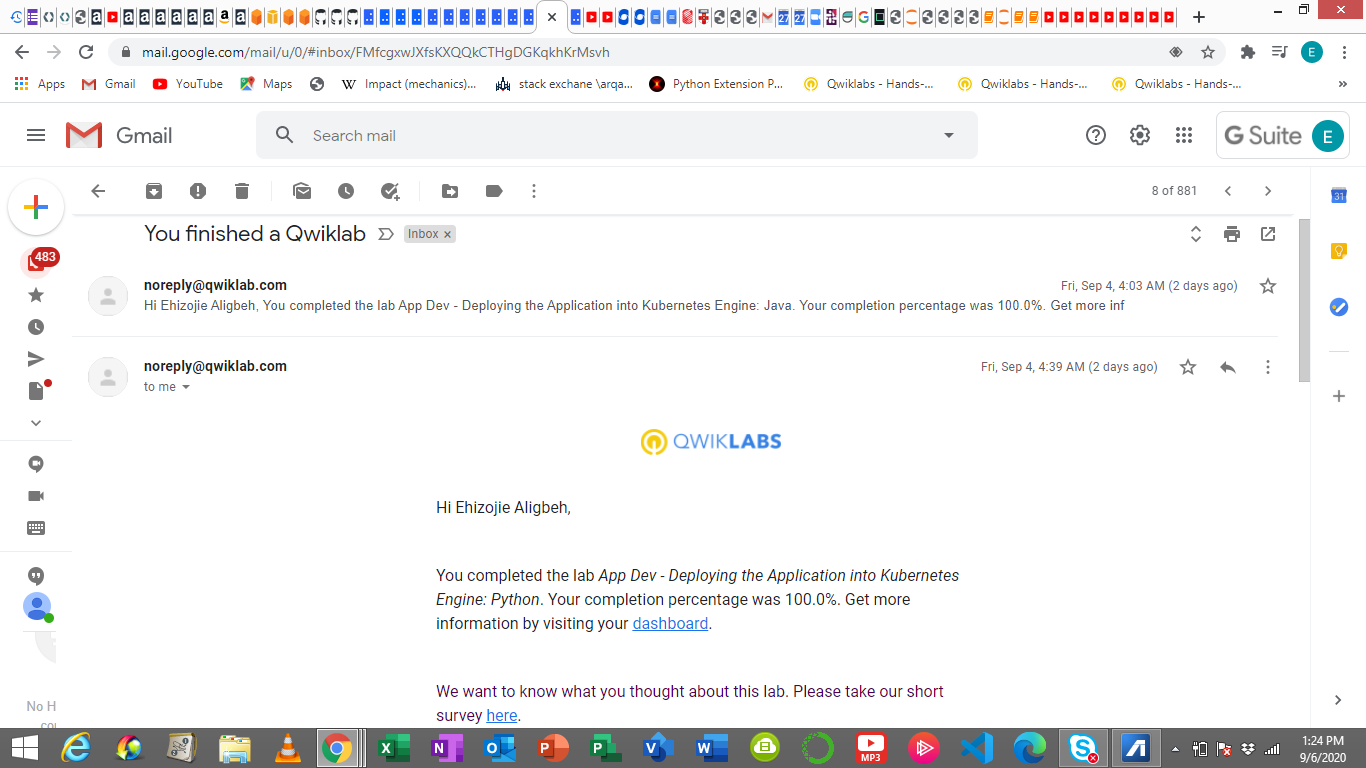 mail.google.com/mail/u/0/#inbox/FMfcgxwJXfsKXQQkCTHgDGKqkhKrMsvh
E
Apps
Gmail
YouTube
Maps
Impact (mechanics)...
stack exchane \arqa...
Python Extension P...
Qwiklabs - Hands-...
Qwiklabs - Hands-...
Qwiklabs - Hands-...
»
Gmail
Search mail
G Suite
E
8 of 881
31
You finished a Qwiklab
Inbox ×
483
noreply@qwiklab.com
Fri, Sep 4, 4:03 AM (2 days ago)
Hi Ehizojie Aligbeh, You completed the lab App Dev - Deploying the Application into Kubernetes Engine: Java. Your completion percentage was 100.0%. Get more inf
noreply@qwiklab.com
Fri, Sep 4, 4:39 AM (2 days ago)
to me
QWIKLABS
Hi Ehizojie Aligbeh,
You completed the lab App Dev - Deploying the Application into Kubernetes
Engine: Python. Your completion percentage was 100.0%. Get more
information by visiting your dashboard.
We want to know what you thought about this lab. Please take our short
survey here.
No H
MP3
1:24 PM
9/6/2020